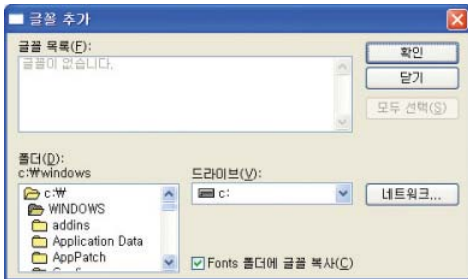 글꼴 추가
글꼴 목록(F):
글꼴이 없습니다.
확인
닫기
모두 선택(S)
폴더(D):
c:₩windows
c:₩
WINDOWS
addins
Application Data
AppPatch
드라이브(V):
c:
네트워크...
Fonts 폴더에 글꼴 복사(C)